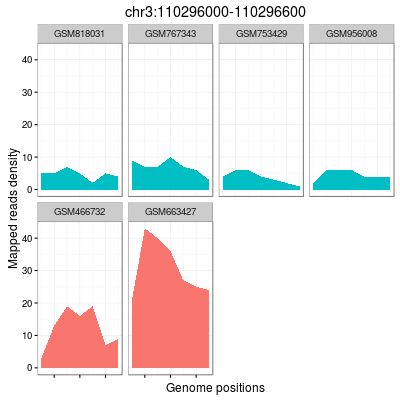 chr3:110296000-110296600
GSM818031 GSM767343 GSM753429 GSM956008
40
30
20
10
0
GSM466732 GSM663427
40
30
20
10
0
Mapped reads density
Genome positions